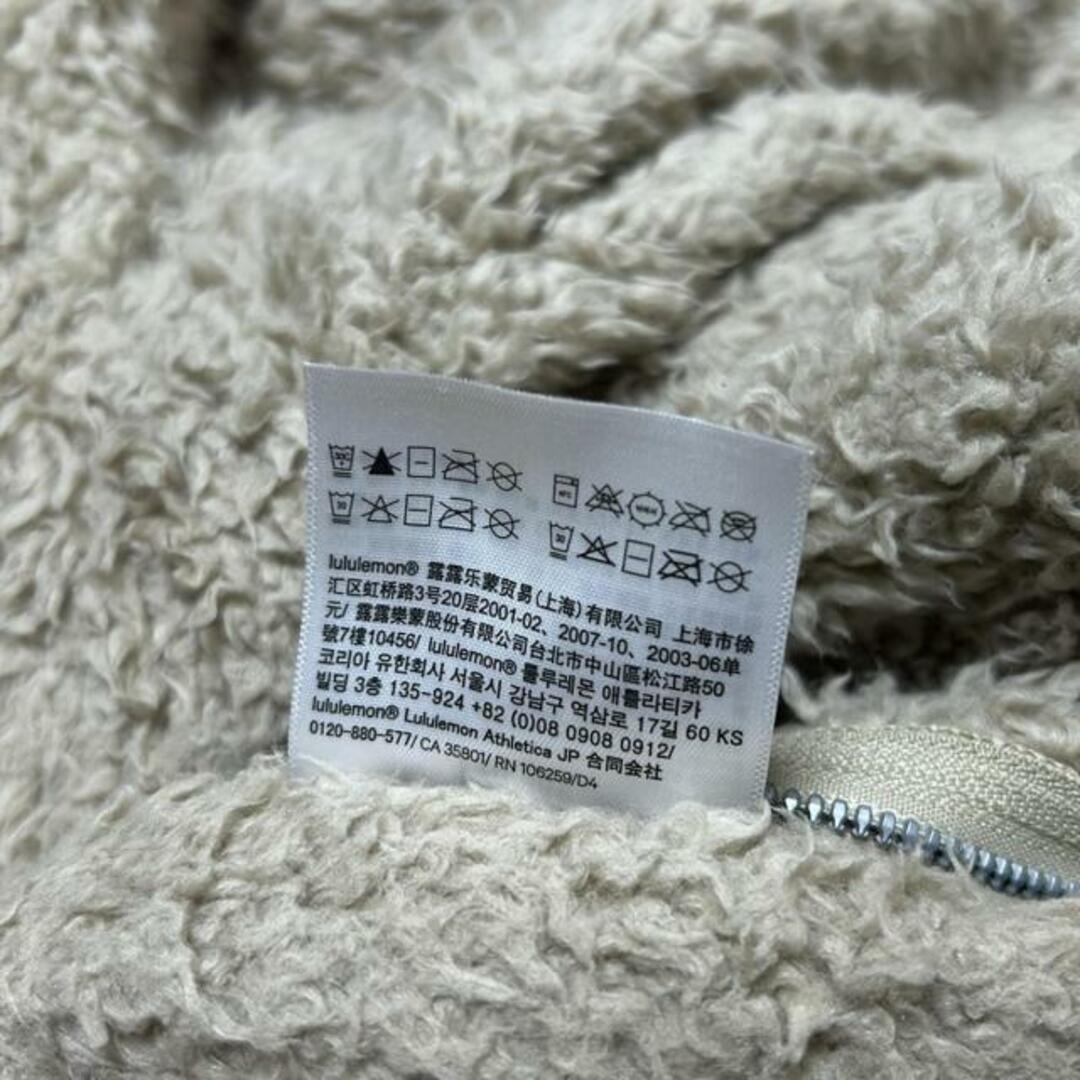 lululemon® 露露乐蒙贸易(上海)有限公司 上海市徐
汇区虹桥路3号20层2001-02、2007-10、2003-06单
元/ 露露樂蒙股份有限公司台北市中山區松江路50
號7樓10456/ lululemon® 룰루레몬 애틀라티카
코리아 유한회사 서울시 강남구 역삼로 17길 60 KS
빌딩 3층 135-924 +82 (0)08 0908 0912/
lululemon® Lululemon Athletica JP 合同会社
0120-880-577/ CA 35801/ RN 106259/D4